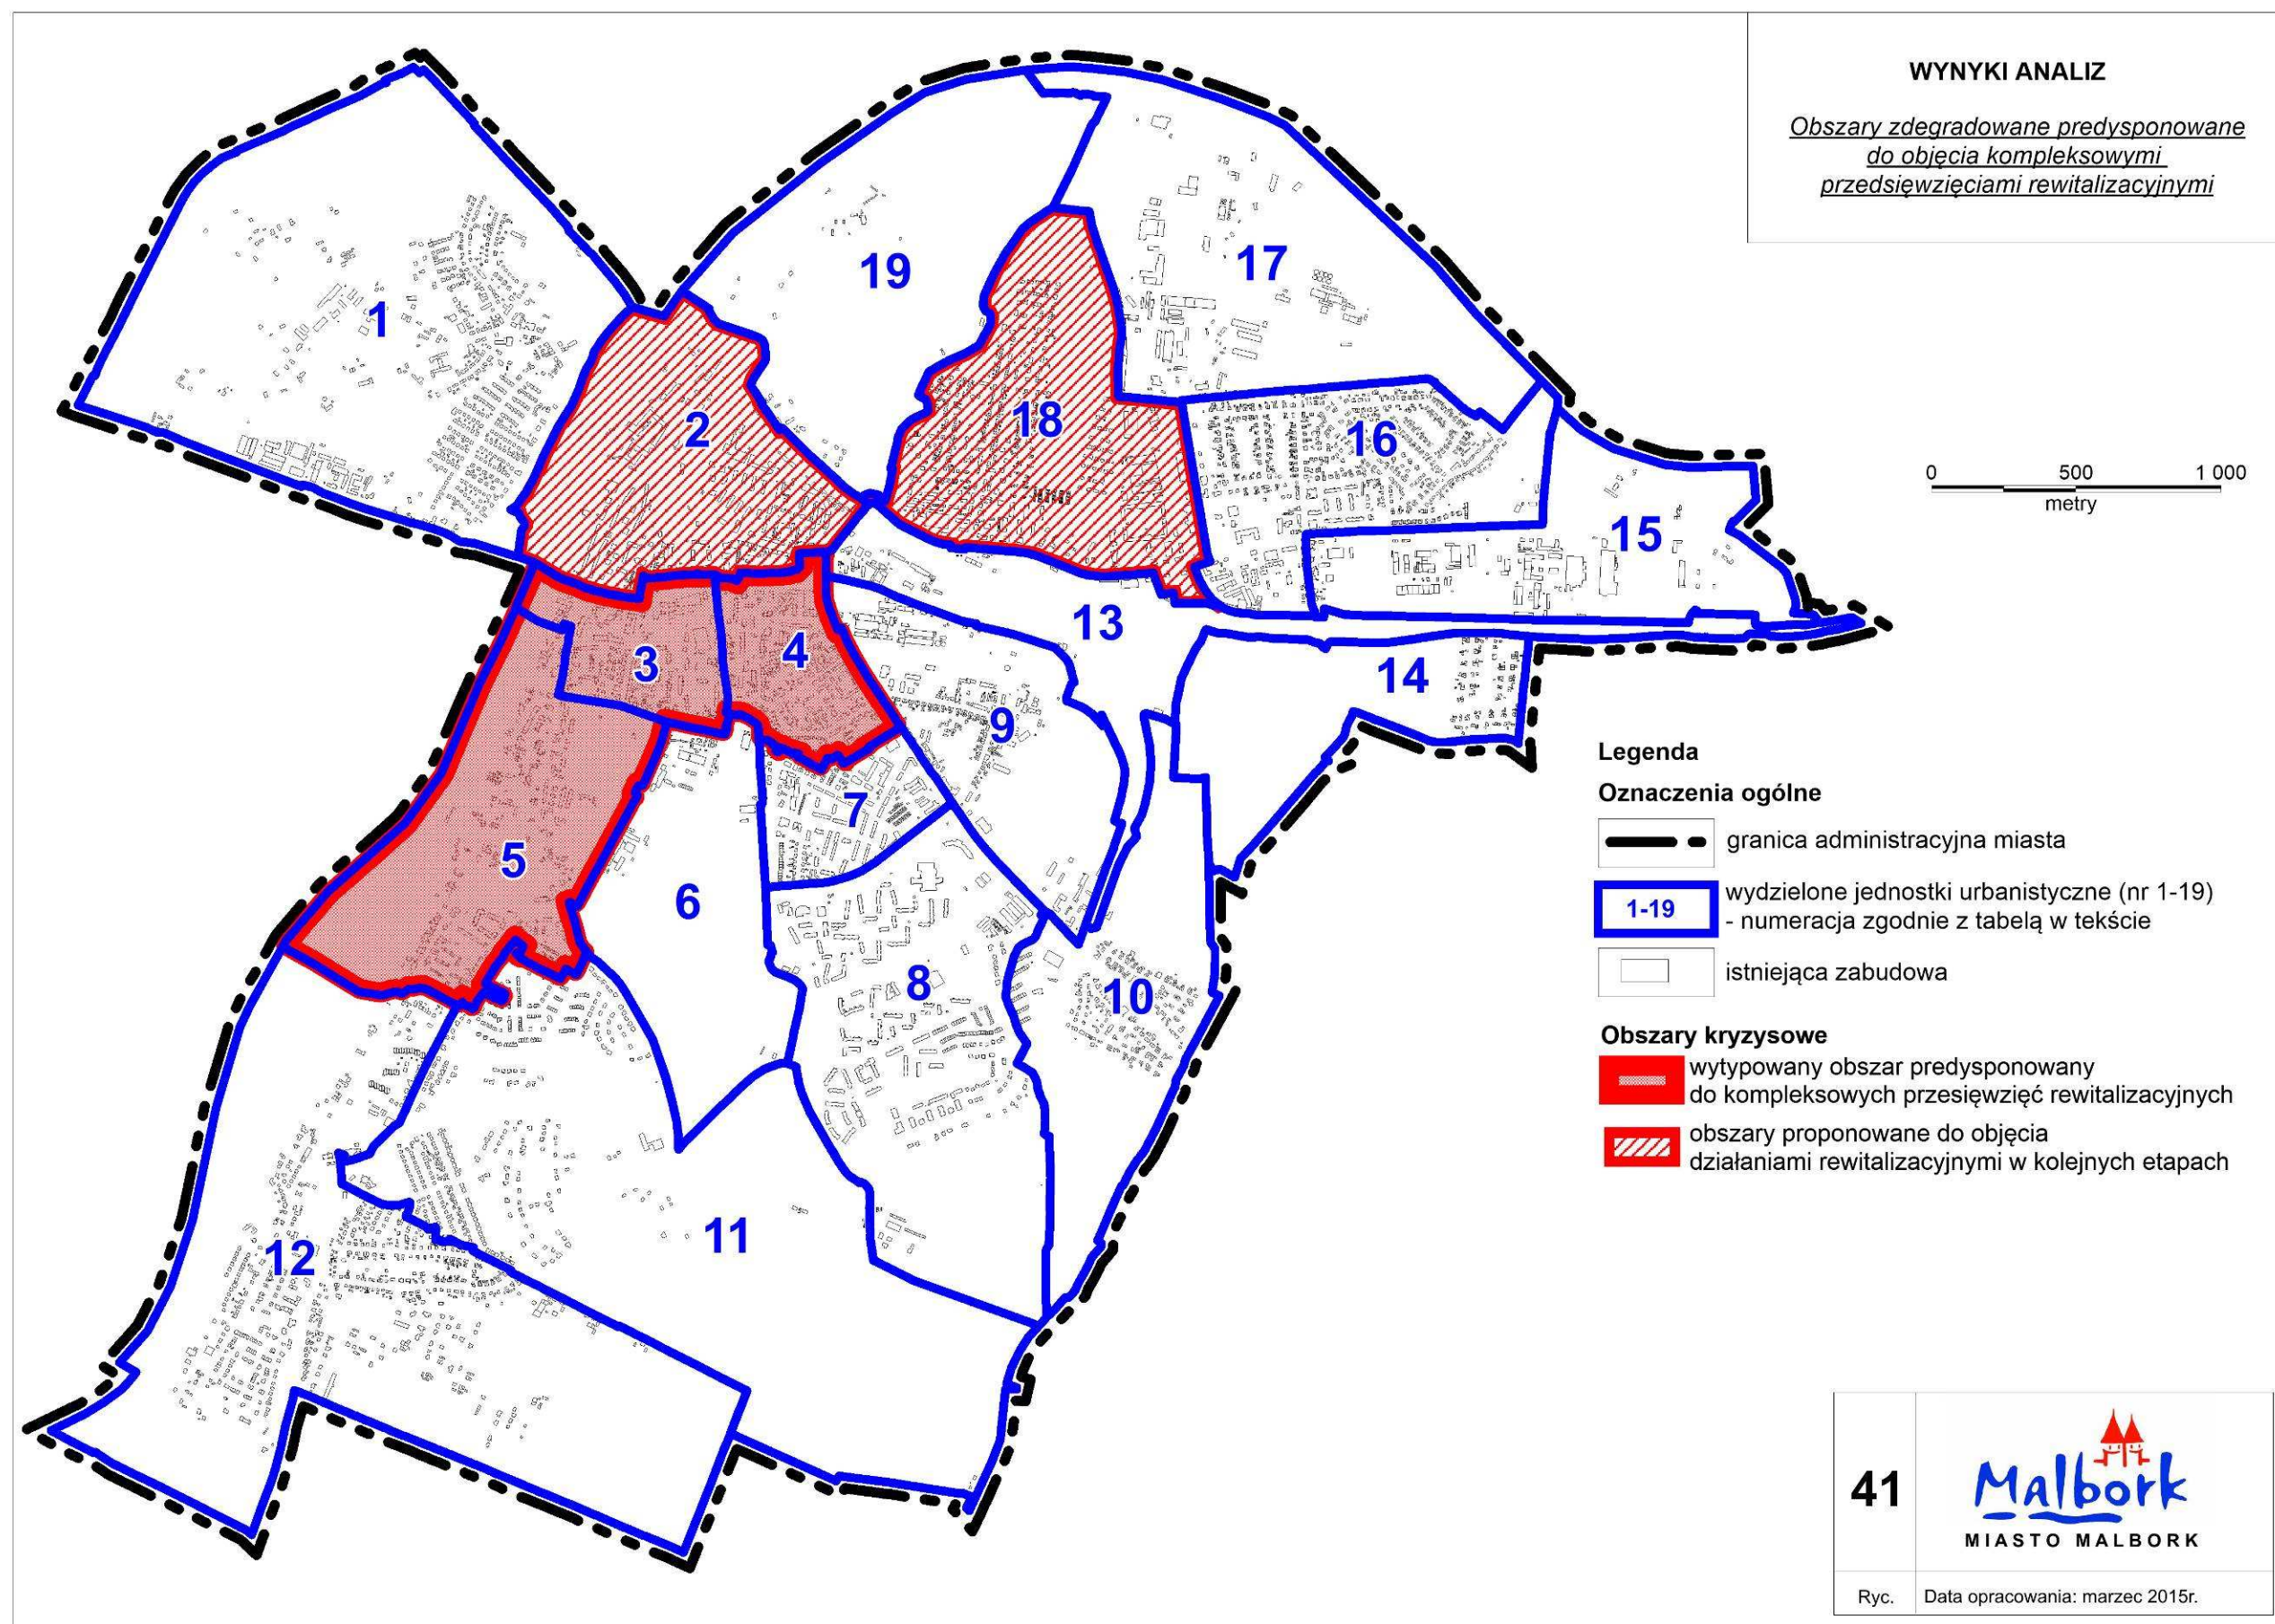 WYNYKI ANALIZ
Obszary zdegradowane predysponowane
do objęcia kompleksowymi
przedsięwzięciami rewitalizacyjnymi
1
19
17
2
18
16
0 500 1 000
metry
15
13
3
4
14
9
7
5
6
8
10
11
12
Legenda
Oznaczenia ogólne
granica administracyjna miasta
1-19
wydzielone jednostki urbanistyczne (nr 1-19)
- numeracja zgodnie z tabelą w tekście
istniejąca zabudowa
Obszary kryzysowe
wytypowany obszar predysponowany
do kompleksowych przesięwzięć rewitalizacyjnych
obszary proponowane do objęcia
działaniami rewitalizacyjnymi w kolejnych etapach
41
Malbork
MIASTO MALBORK
Ryc.
Data opracowania: marzec 2015r.